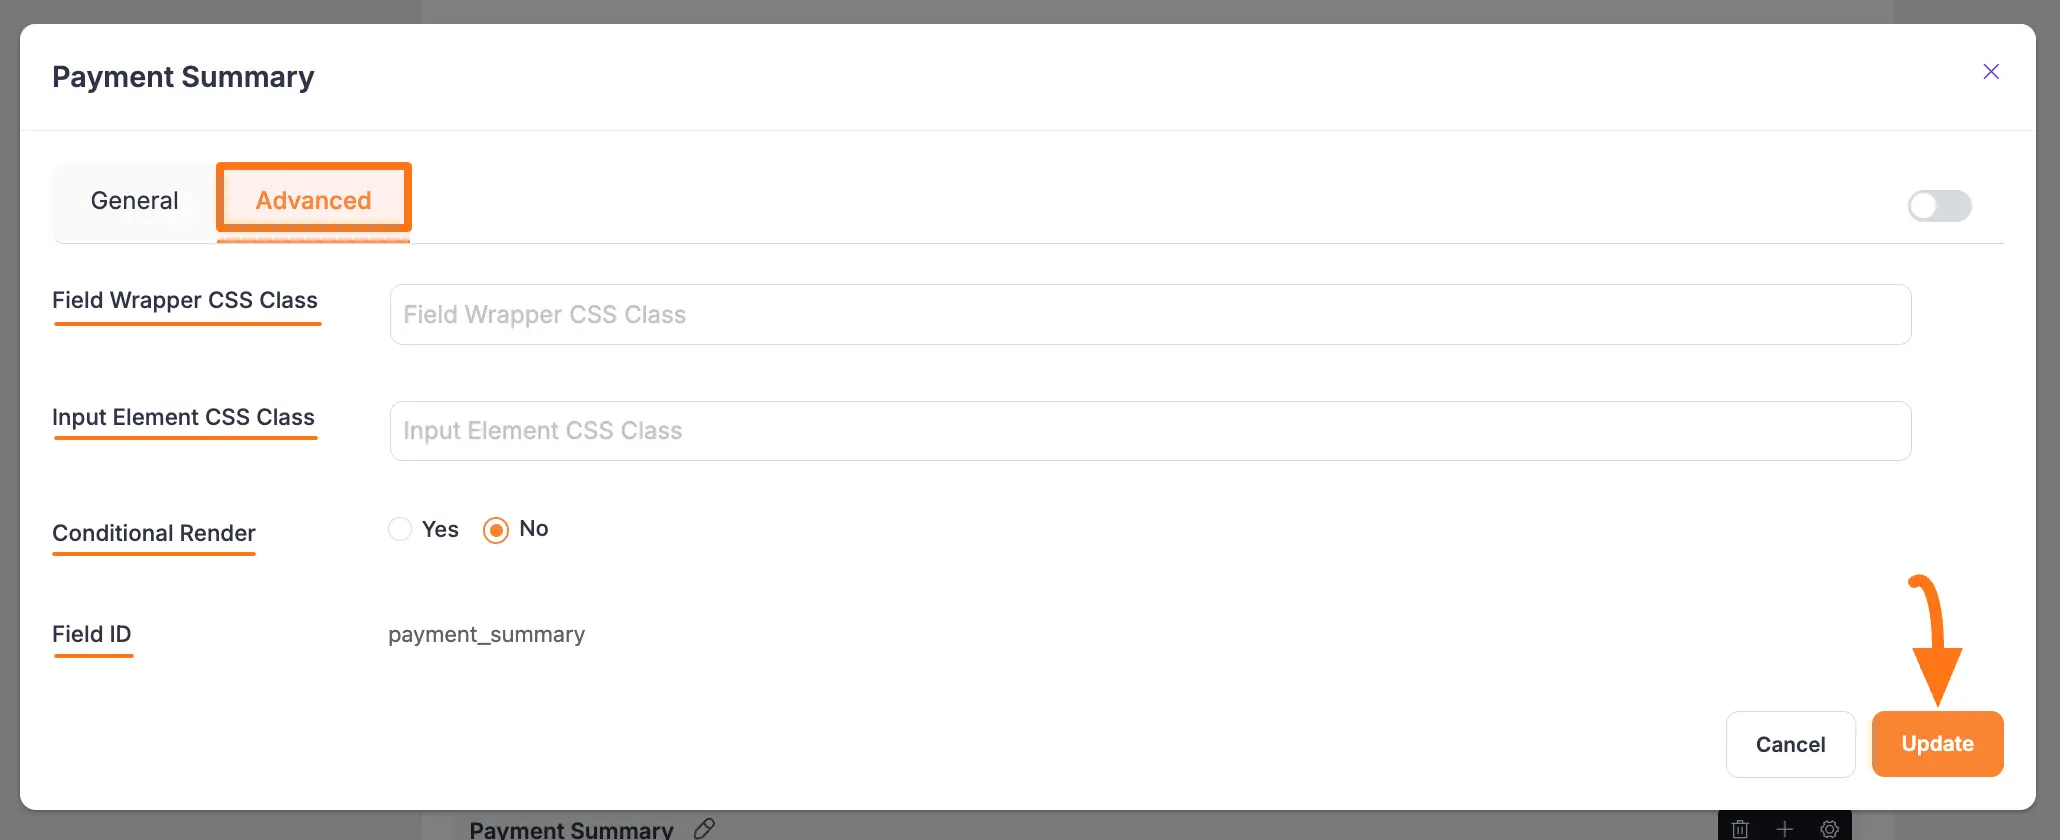 Payment Summary
General Advanced
Field Wrapper CSS Class Field Wrapper CSS Class
Input Element CSS Class Input Element CSS Class
Conditional Render Yes No
Field ID payment_summary
Cancel Update
Payment Summary